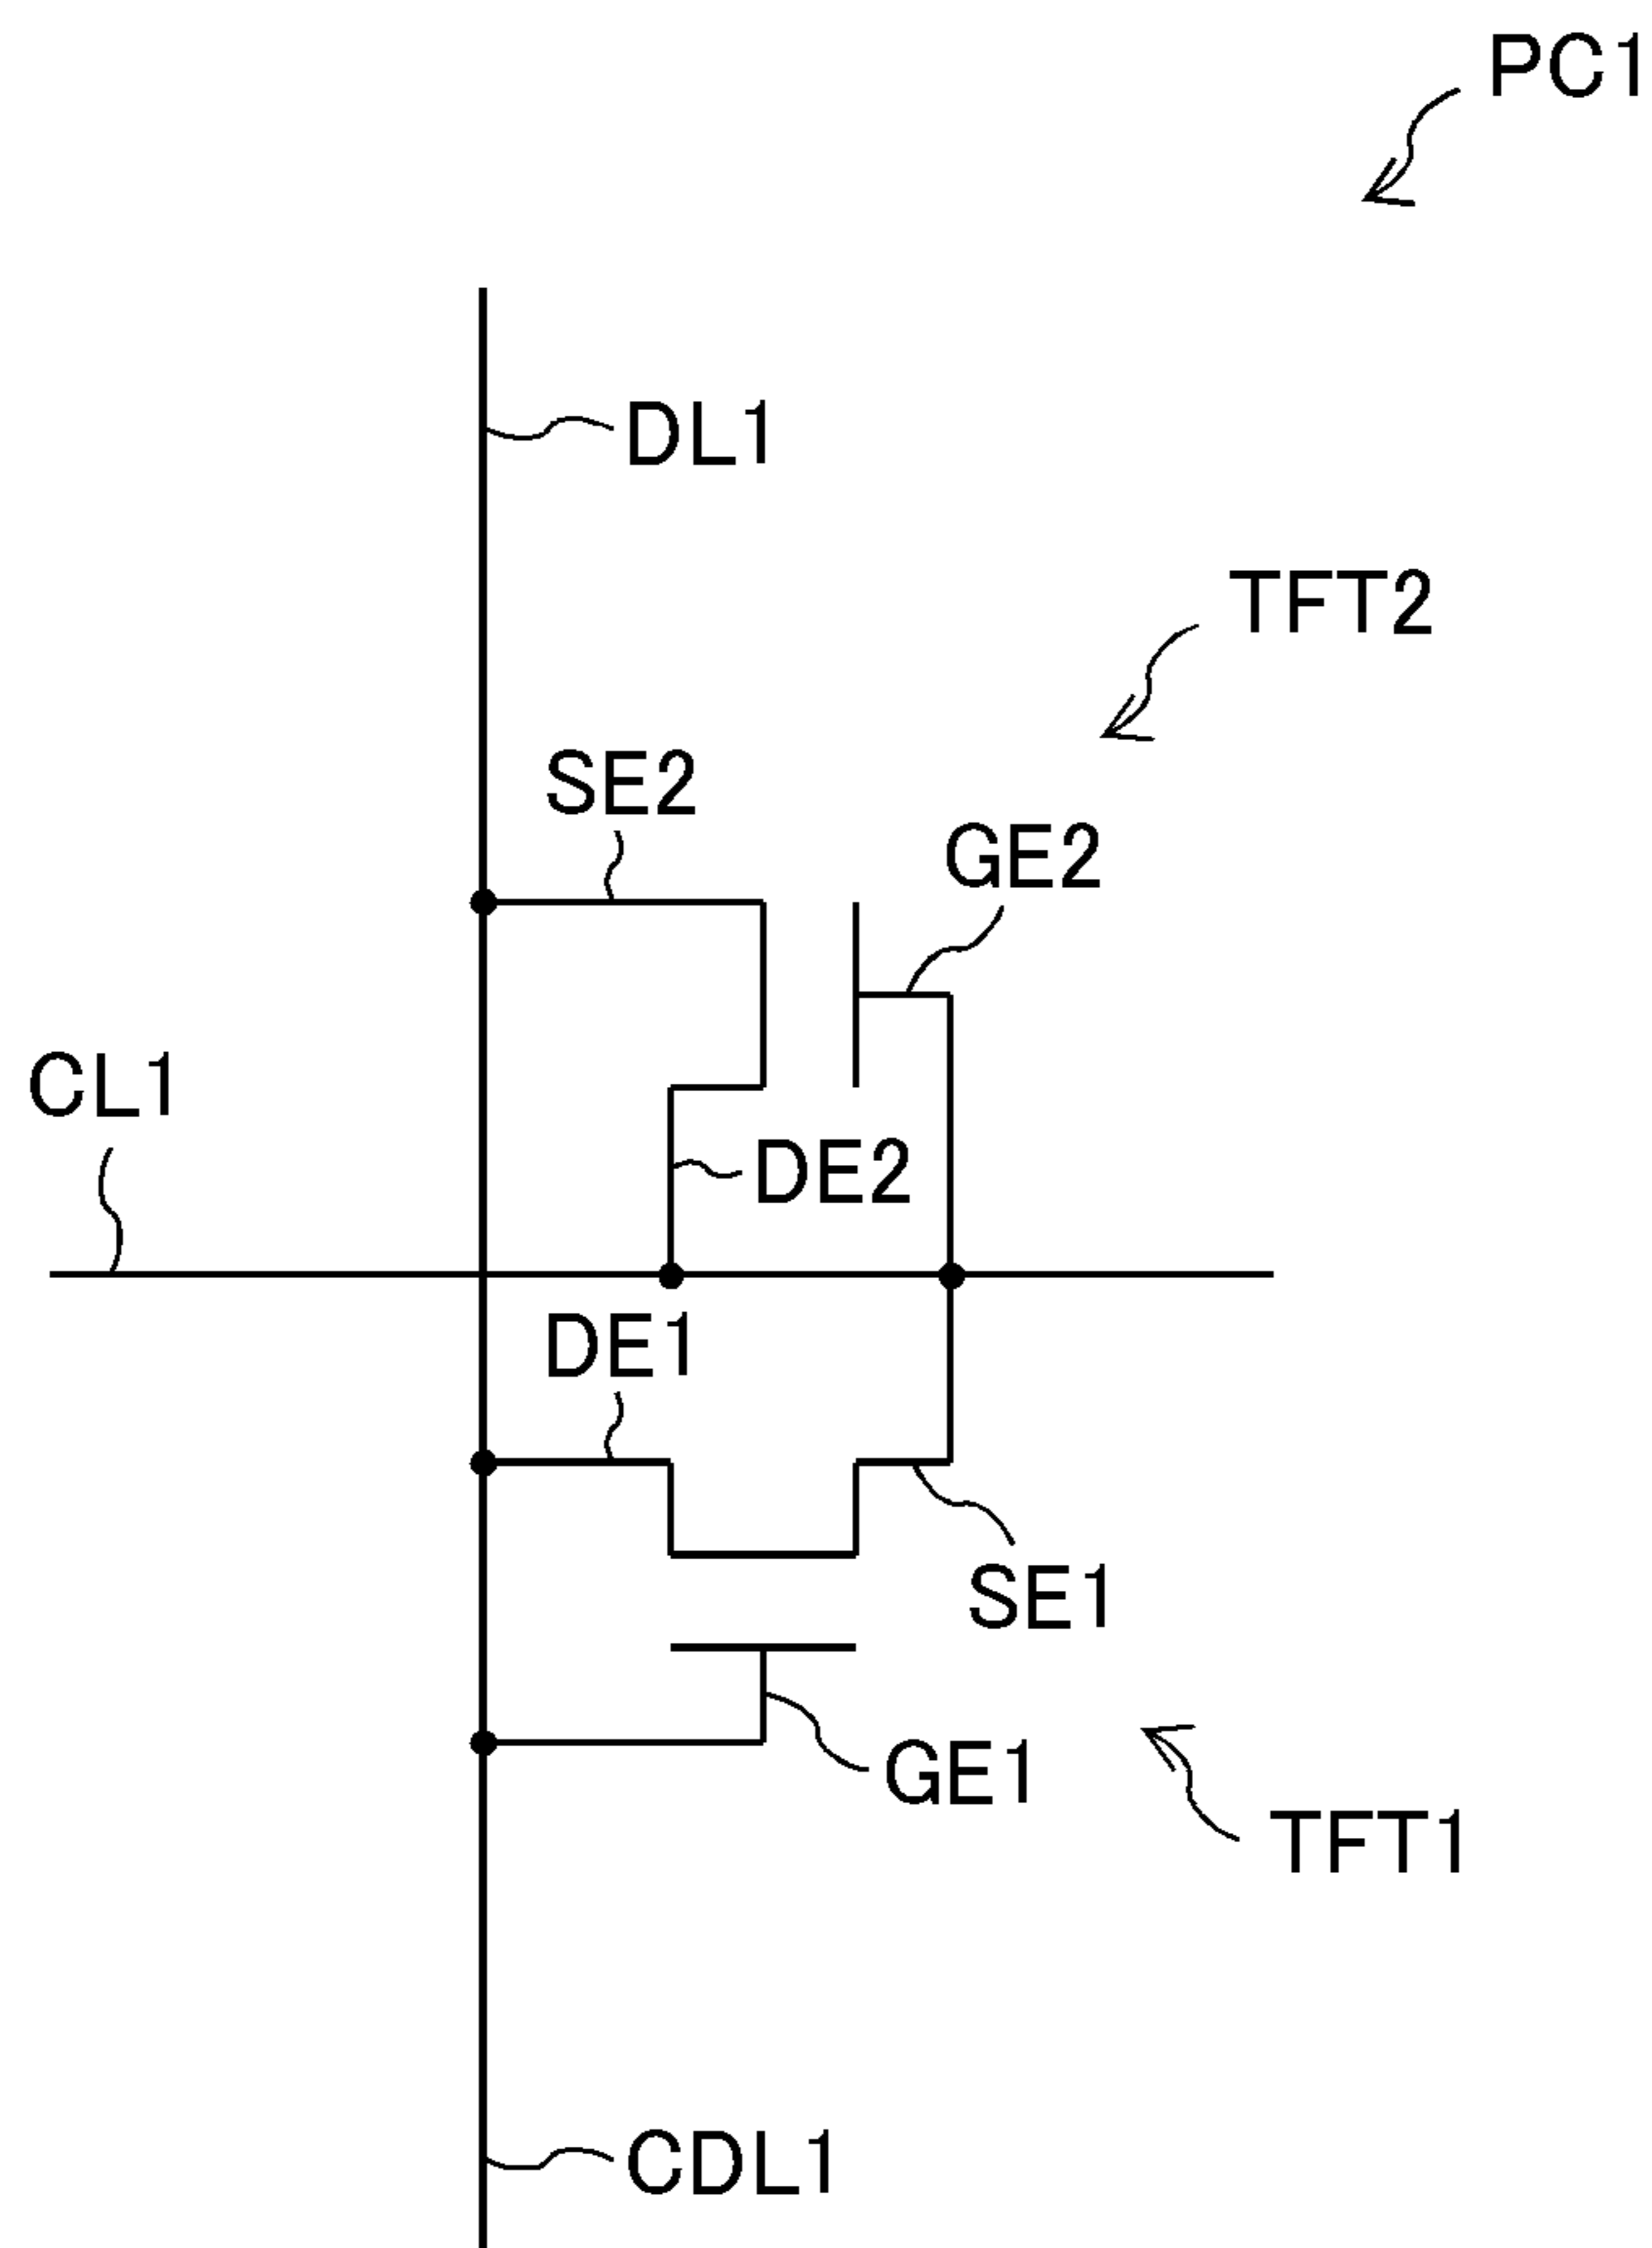 PC1
DL1
TFT2
SE2
GE2
CL1
DE2
DE1
SE1
GE1
TFT1
CDL1